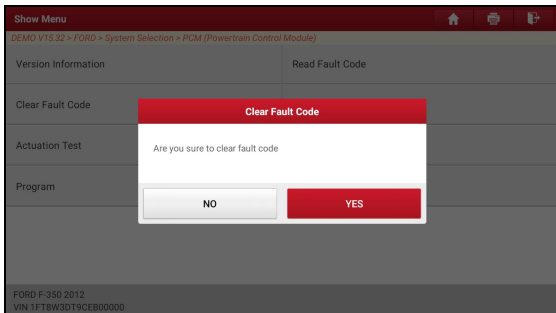 Show Menu
DEMO V15.32 > FORD > System Selection > PCM (Powertrain Control Module)
Version Information
Read Fault Code
Clear Fault Code
Clear Fault Code
Actuation Test
Are you sure to clear fault code
Program
NO
YES
FORD F-350 2012
VIN 1FT8W3DT9CEB00000